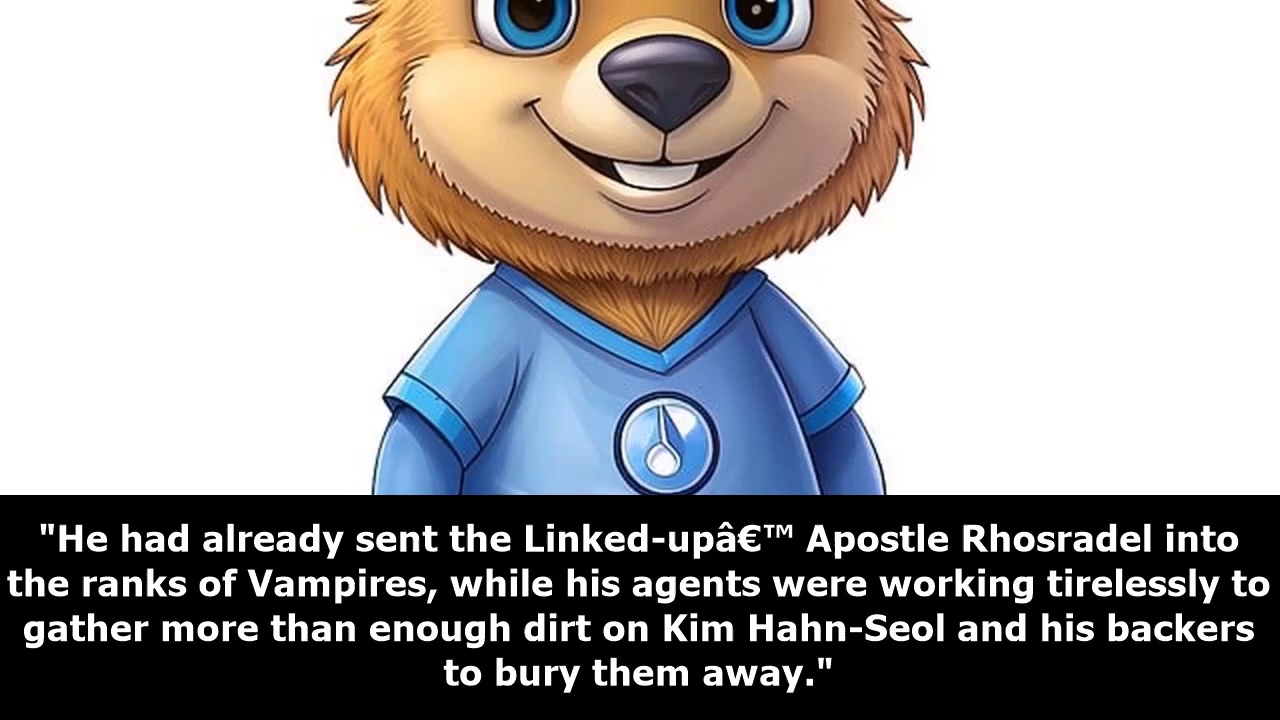 "He had already sent the Linked-upâ€™ Apostle Rhosradel into
the ranks of Vampires, while his agents were working tirelessly to
gather more than enough dirt on Kim Hahn-Seol and his backers
to bury them away."